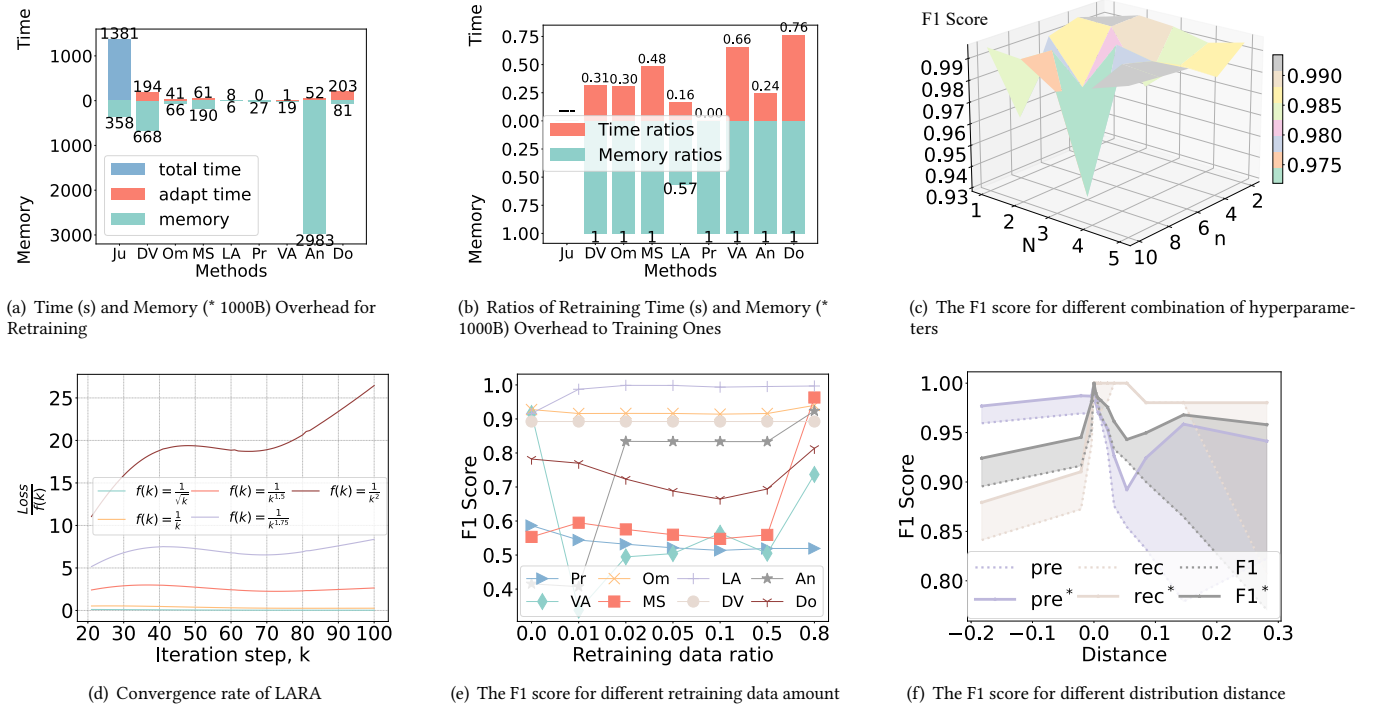 Time
1381
1000
194
41
61
8
0
1
52
203
0
66
6
27
19
81
358
190
668
1000
total time
2000
adapt time
memory
Memory
3000
2983
Ju DV Om MS LA Pr VA An Do
Methods
(a) Time (s) and Memory (* 1000B) Overhead for
Retraining
Time
0.76
0.75
0.66
0.50
0.48
0.31 0.30
0.24
0.25
0.16
---
0.00
0.00
Time ratios
0.25
Memory ratios
0.50
0.57
0.75
Memory
1.00
1 1 1 1 1 1 1
Ju DV Om MS LA Pr VA An Do
Methods
(b) Ratios of Retraining Time (s) and Memory (*
1000B) Overhead to Training Ones
F1 Score
0.99
0.98
0.97
0.96
0.95
0.94
0.93
1 2 3 4 5
N
10 8 6 4 2
n
0.990
0.985
0.980
0.975
(c) The F1 score for different combination of hyperparame-
ters
25
20
15
10
5
0
Loss
f(k)
f(k) = 1/√k f(k) = 1/k^1.5 f(k) = 1/k^2
f(k) = 1/k f(k) = 1/k^1.75
20 30 40 50 60 70 80 90 100
Iteration step, k
(d) Convergence rate of LARA
1.0
0.9
0.8
0.7
0.6
0.5
0.4
F1 Score
Pr Om LA An
VA MS DV Do
0.0 0.01 0.02 0.05 0.1 0.5 0.8
Retraining data ratio
(e) The F1 score for different retraining data amount
1.00
0.95
0.90
0.85
0.80
F1 Score
pre rec F1
pre* rec* F1*
−0.2 −0.1 0.0 0.1 0.2 0.3
Distance
(f) The F1 score for different distribution distance